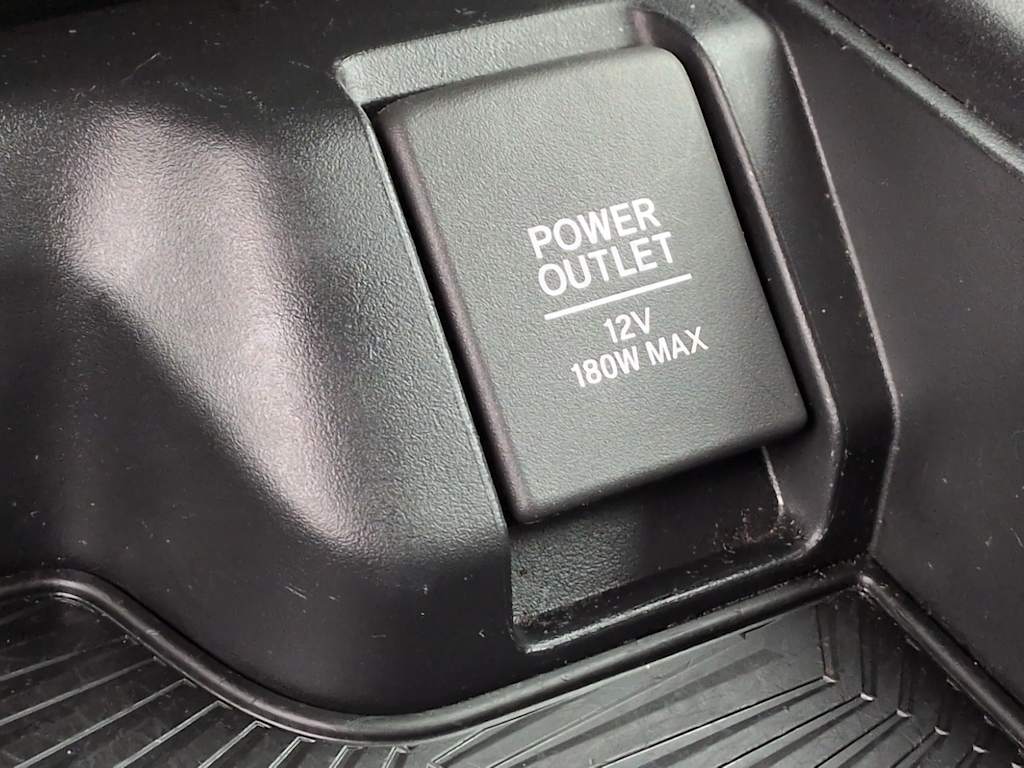 POWER
OUTLET
12V
180W MAX